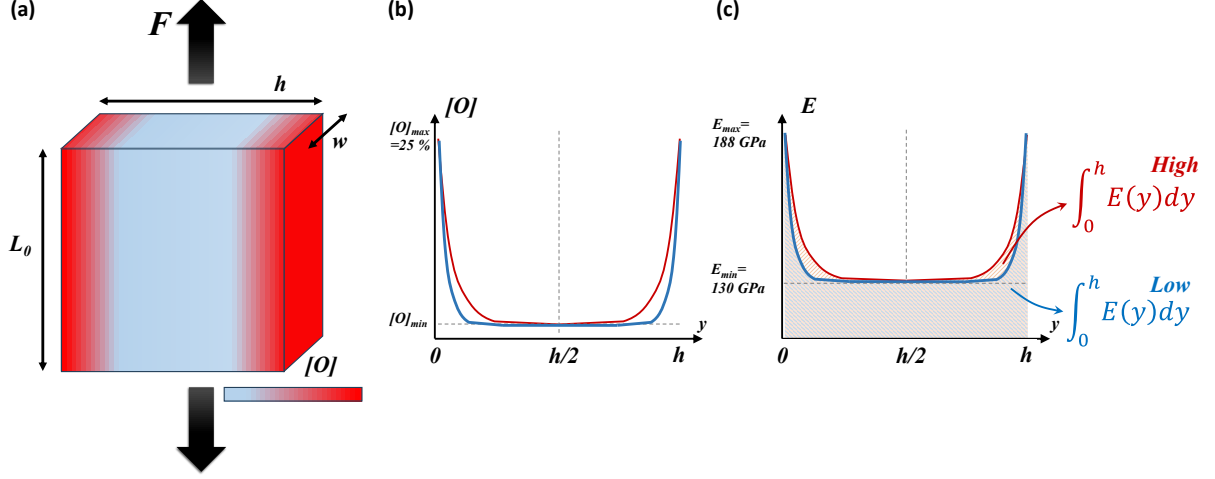 (a)
F
h
w
L0
[O]
(b)
[O]
[O]max
=25 %
[O]min
y
0
h/2
h
(c)
E
Emax=
188 GPa
Emin=
130 GPa
y
0
h/2
h
High
∫0h E(y)dy
Low
∫0h E(y)dy